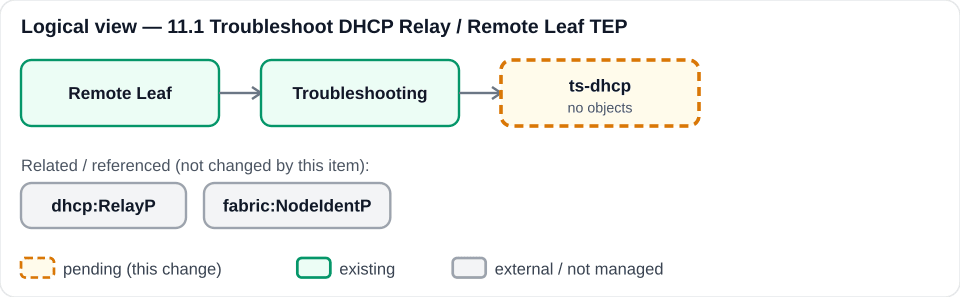 Logical view — 11.1 Troubleshoot DHCP Relay / Remote Leaf TEP
Remote Leaf
Troubleshooting
ts-dhcp
no objects
Related / referenced (not changed by this item):
dhcp:RelayP
fabric:NodeIdentP
pending (this change)
existing
external / not managed